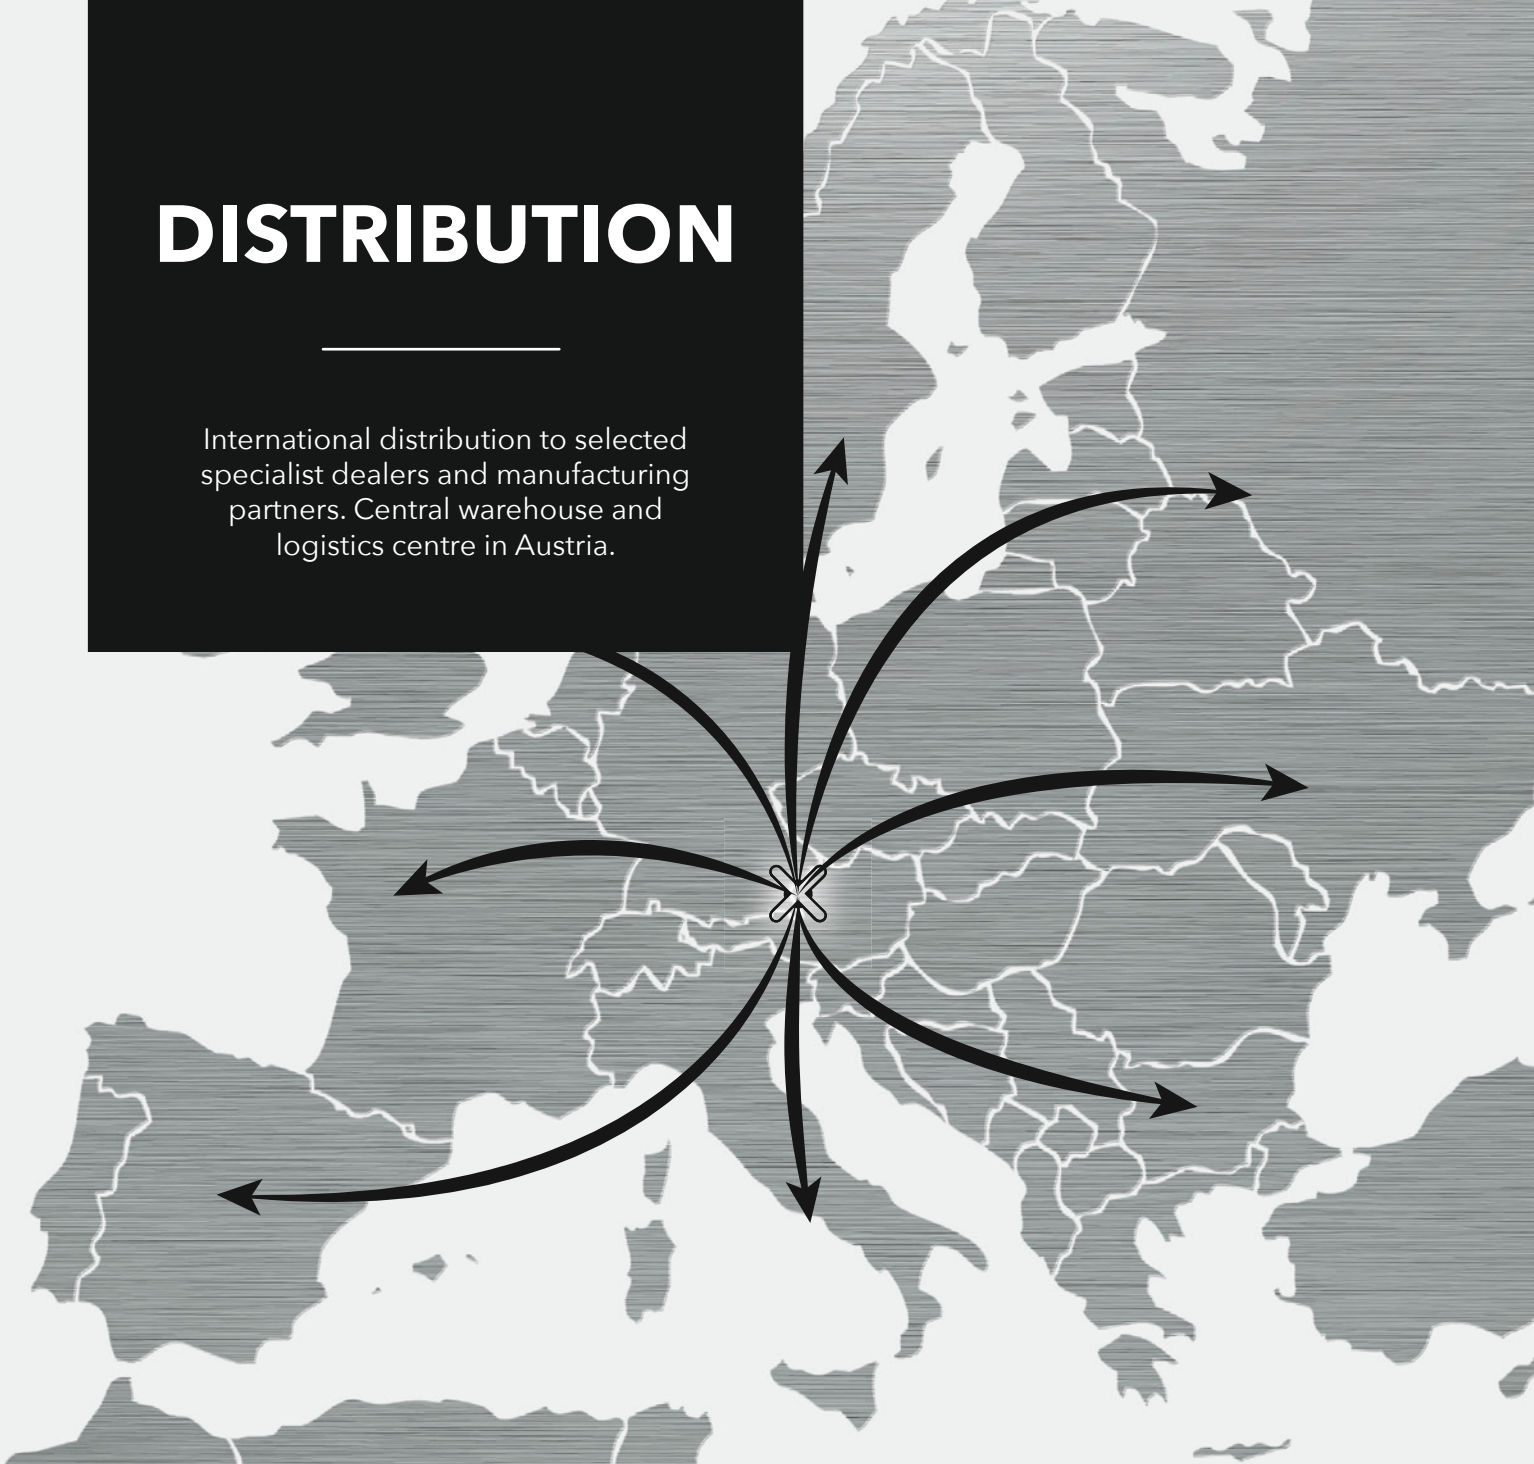 DISTRIBUTION
International distribution to selected
specialist dealers and manufacturing
partners. Central warehouse and
logistics centre in Austria.